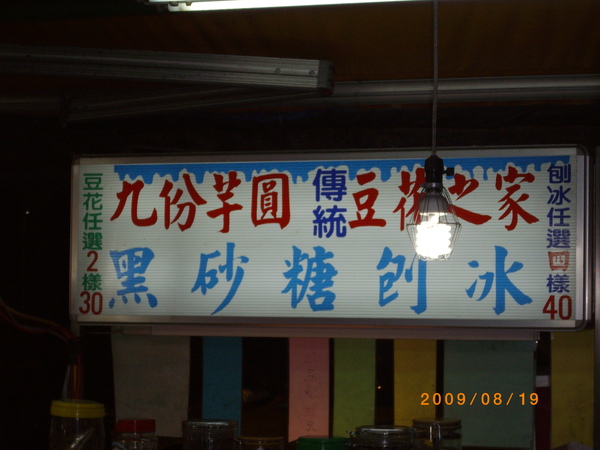 豆花任選2樣30
九份芋圓 傳統 豆花之家
黑砂糖刨冰
刨冰任選四樣40
2009/08/19